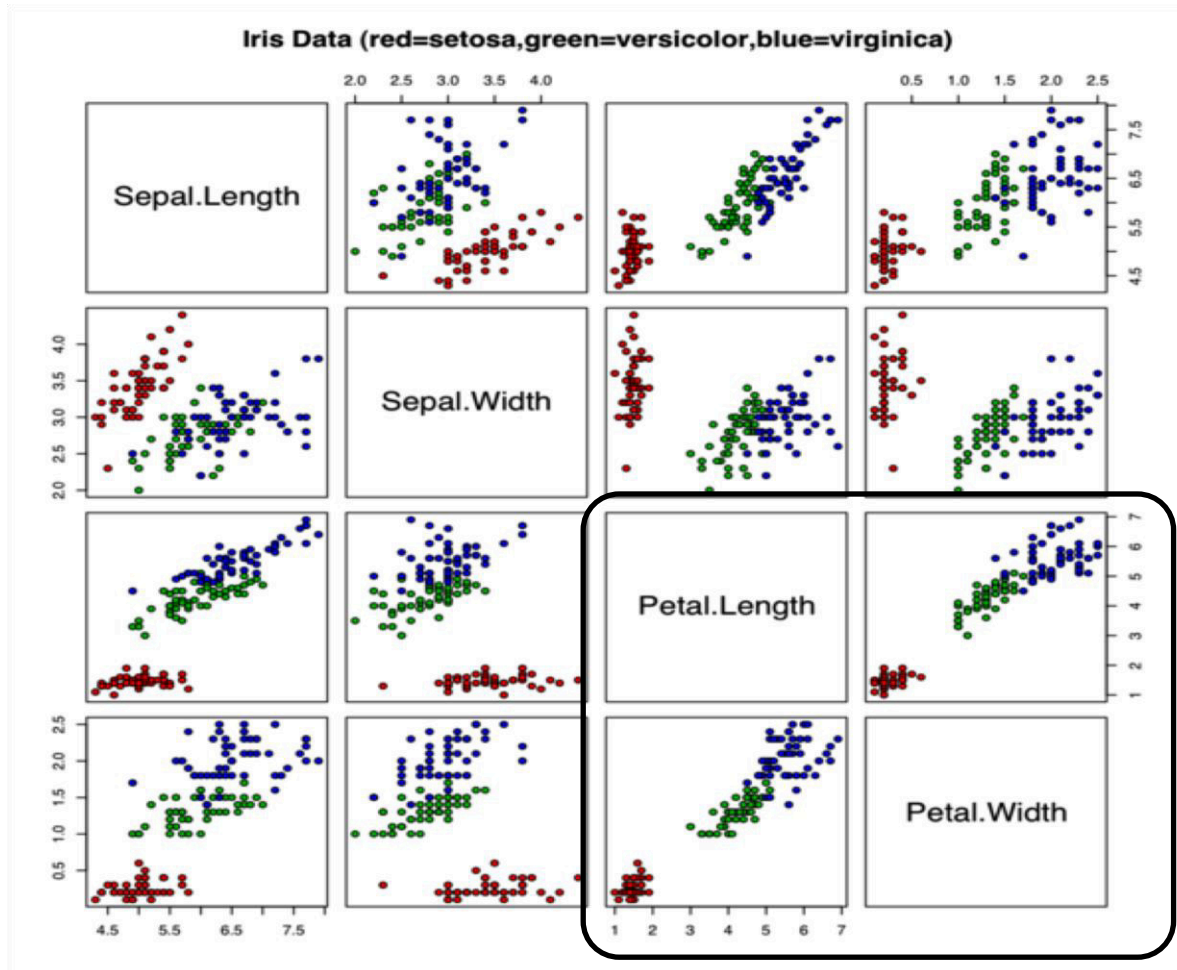 Iris Data (red=setosa,green=versicolor,blue=virginica)
2.0 2.5 3.0 3.5 4.0
0.5 1.0 1.5 2.0 2.5
Sepal.Length
4.5 5.5 6.5 7.5
2.0 2.5 3.0 3.5 4.0
Sepal.Width
Petal.Length
1 2 3 4 5 6 7
0.5 1.0 1.5 2.0 2.5
Petal.Width
4.5 5.5 6.5 7.5
1 2 3 4 5 6 7